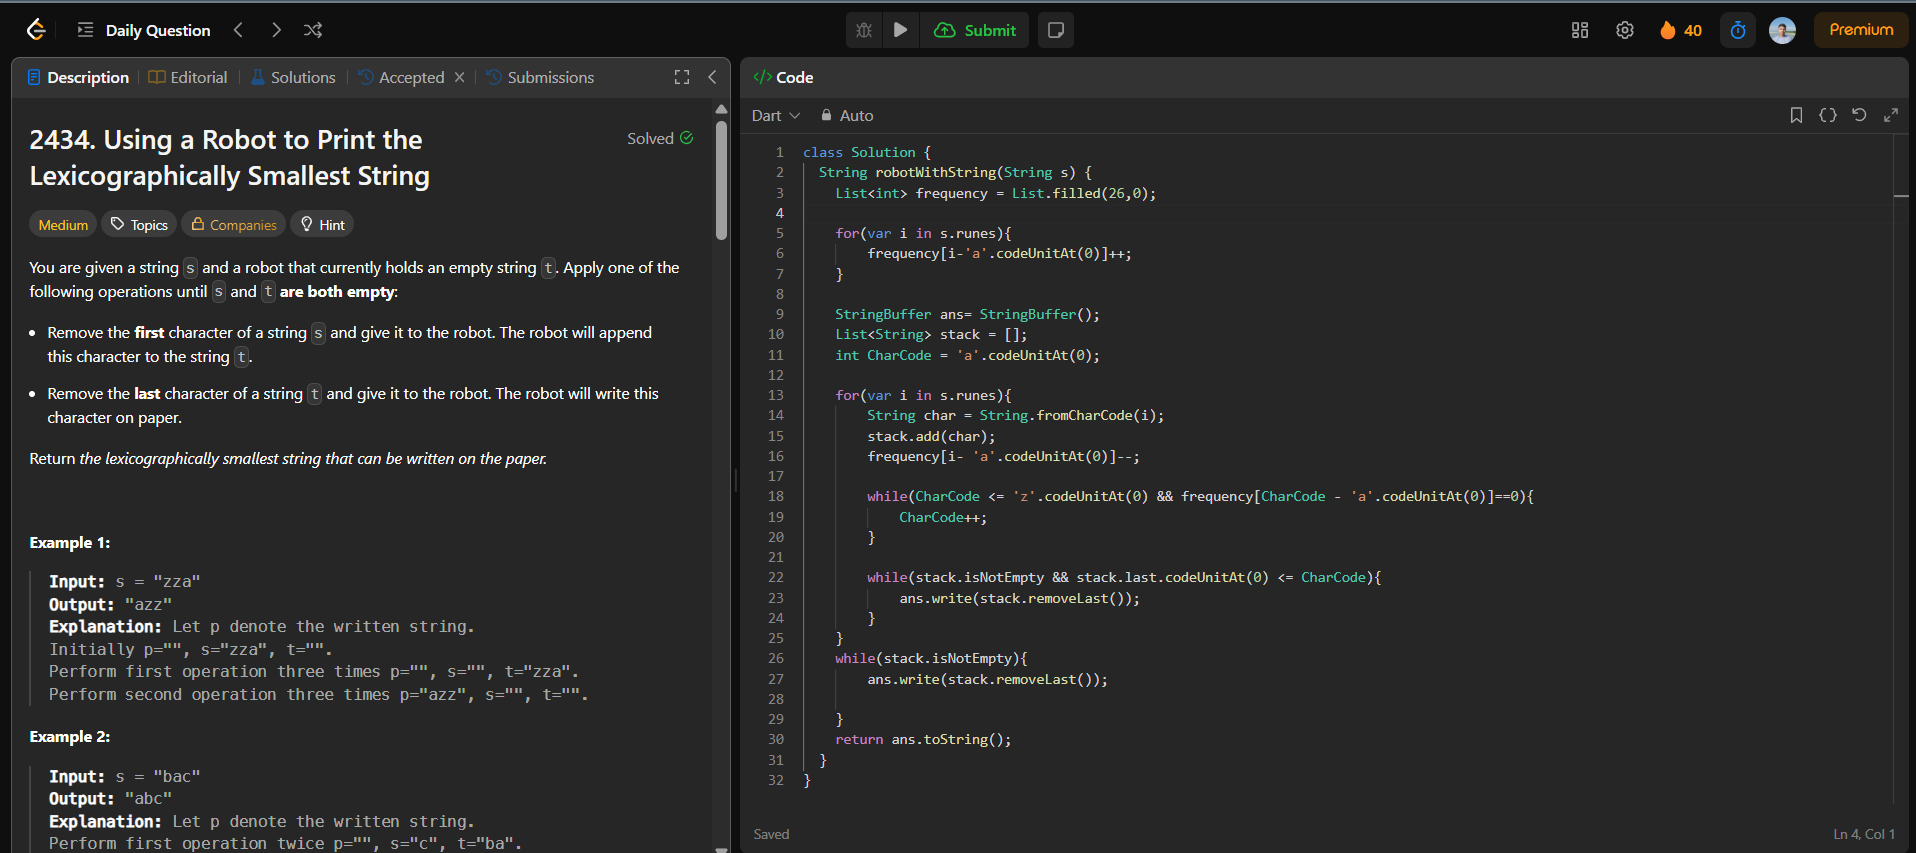 Daily Question
Submit
40
Premium
Description
Editorial
Solutions
Accepted
Submissions
2434. Using a Robot to Print the
Lexicographically Smallest String
Solved
Medium
Topics
Companies
Hint
You are given a string s and a robot that currently holds an empty string t. Apply one of the
following operations until s and t are both empty:
• Remove the first character of a string s and give it to the robot. The robot will append
this character to the string t.
• Remove the last character of a string t and give it to the robot. The robot will write this
character on paper.
Return the lexicographically smallest string that can be written on the paper.
Example 1:
Input: s = "zza"
Output: "azz"
Explanation: Let p denote the written string.
Initially p="", s="zza", t="".
Perform first operation three times p="", s="", t="zza".
Perform second operation three times p="azz", s="", t="".
Example 2:
Input: s = "bac"
Output: "abc"
Explanation: Let p denote the written string.
Perform first operation twice p="", s="c", t="ba".
</> Code
Dart
Auto
{}
1 class Solution {
2 String robotWithString(String s) {
3 List<int> frequency = List.filled(26,0);
4
5 for(var i in s.runes){
6 frequency[i-'a'.codeUnitAt(0)]++;
7 }
8
9 StringBuffer ans= StringBuffer();
10 List<String> stack = [];
11 int CharCode = 'a'.codeUnitAt(0);
12
13 for(var i in s.runes){
14 String char = String.fromCharCode(i);
15 stack.add(char);
16 frequency[i- 'a'.codeUnitAt(0)]--;
17
18 while(CharCode <= 'z'.codeUnitAt(0) && frequency[CharCode - 'a'.codeUnitAt(0)]==0){
19 CharCode++;
20 }
21
22 while(stack.isNotEmpty && stack.last.codeUnitAt(0) <= CharCode){
23 ans.write(stack.removeLast());
24 }
25 }
26 while(stack.isNotEmpty){
27 ans.write(stack.removeLast());
28
29 }
30 return ans.toString();
31 }
32 }
Saved
Ln 4, Col 1